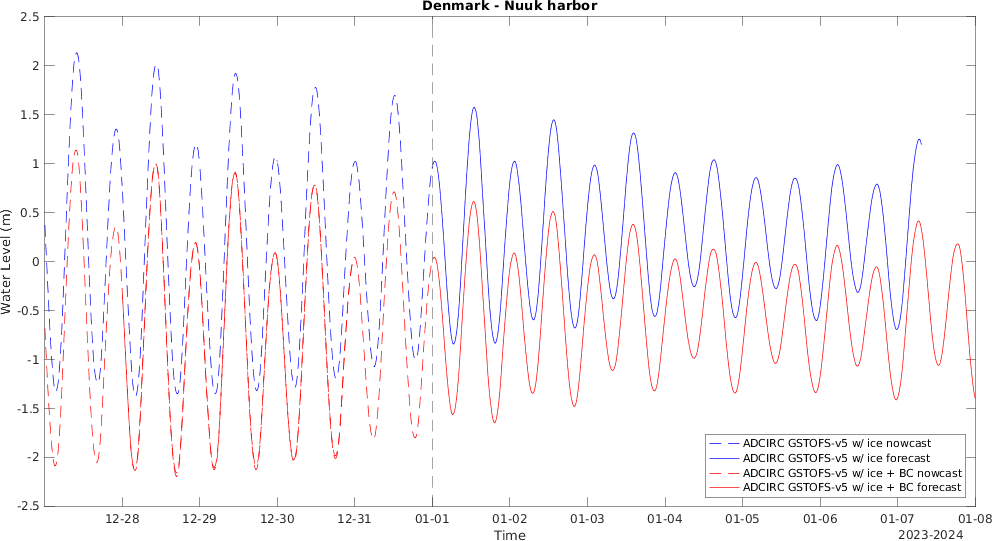 Denmark - Nuuk harbor
2.5
2
1.5
1
0.5
0
-0.5
-1
-1.5
-2
-2.5
Water Level (m)
12-28 12-29 12-30 12-31 01-01 01-02 01-03 01-04 01-05 01-06 01-07 01-08
Time
2023-2024
ADCIRC GSTOFS-v5 w/ ice nowcast
ADCIRC GSTOFS-v5 w/ ice forecast
ADCIRC GSTOFS-v5 w/ ice + BC nowcast
ADCIRC GSTOFS-v5 w/ ice + BC forecast